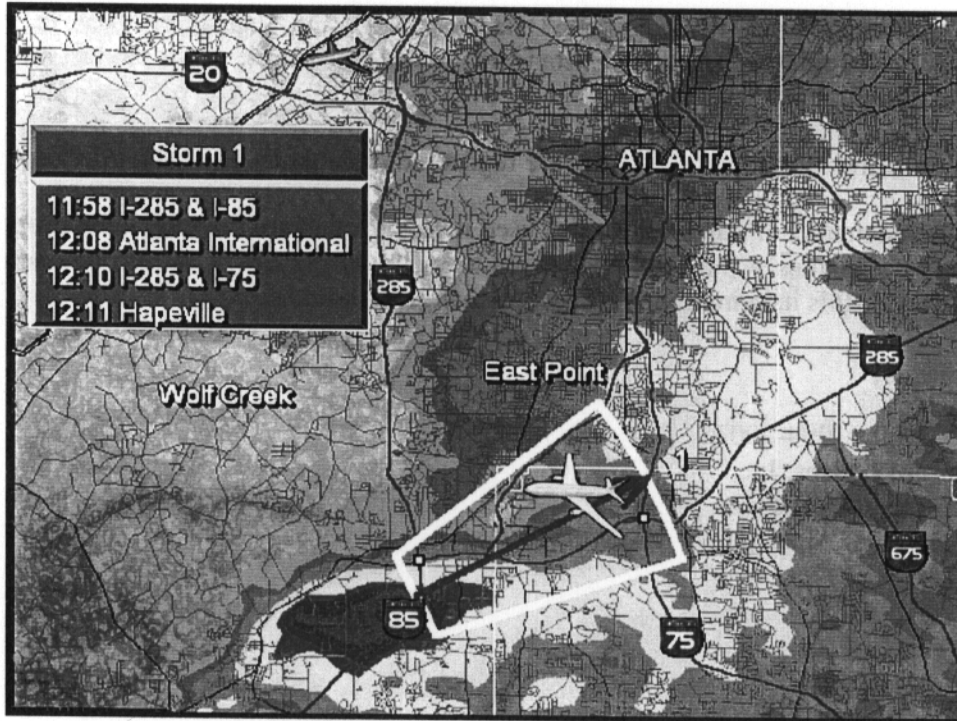 20
Storm 1
ATLANTA
11:58 I-285 & I-85
12:08 Atlanta International
12:10 I-285 & I-75
12:11 Hapeville
285
285
East Point
Wolf Creek
1
675
85
75